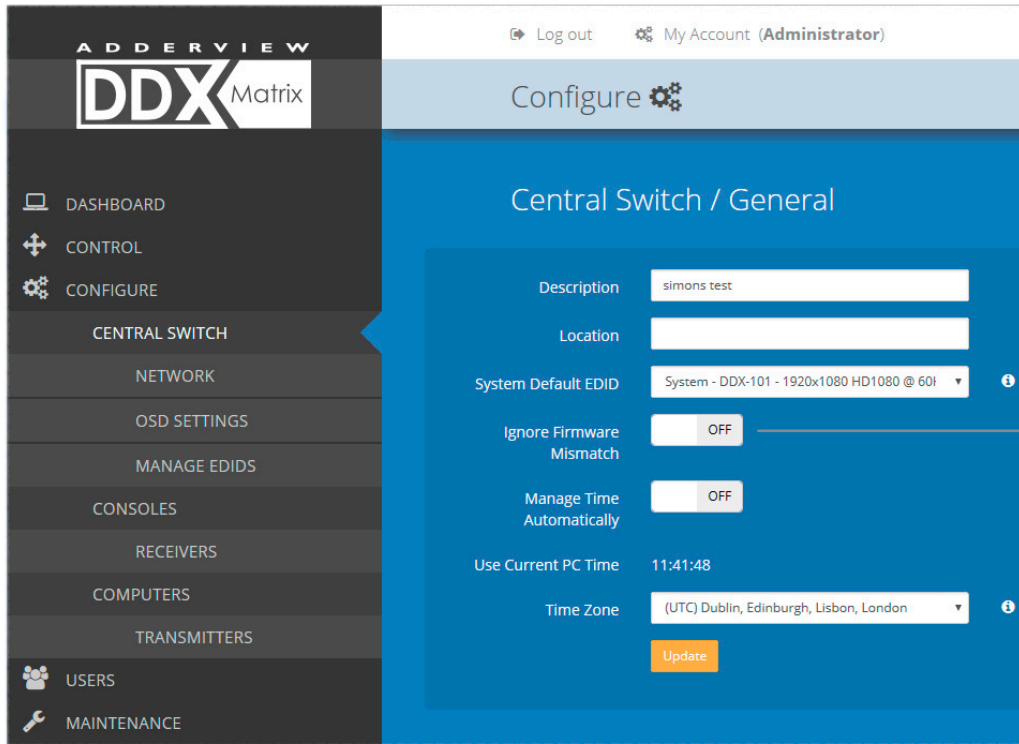 ADDERVIEW
DDX Matrix
Log out
My Account (Administrator)
Configure
DASHBOARD
CONTROL
CONFIGURE
CENTRAL SWITCH
NETWORK
OSD SETTINGS
MANAGE EDIDS
CONSOLES
RECEIVERS
COMPUTERS
TRANSMITTERS
USERS
MAINTENANCE
Central Switch / General
Description simons test
Location
System Default EDID System - DDX-101 - 1920x1080 HD1080 @
Ignore Firmware
Mismatch
OFF
Manage Time
Automatically
OFF
Use Current PC Time 11:41:48
Time Zone (UTC) Dublin, Edinburgh, Lisbon, London
Update